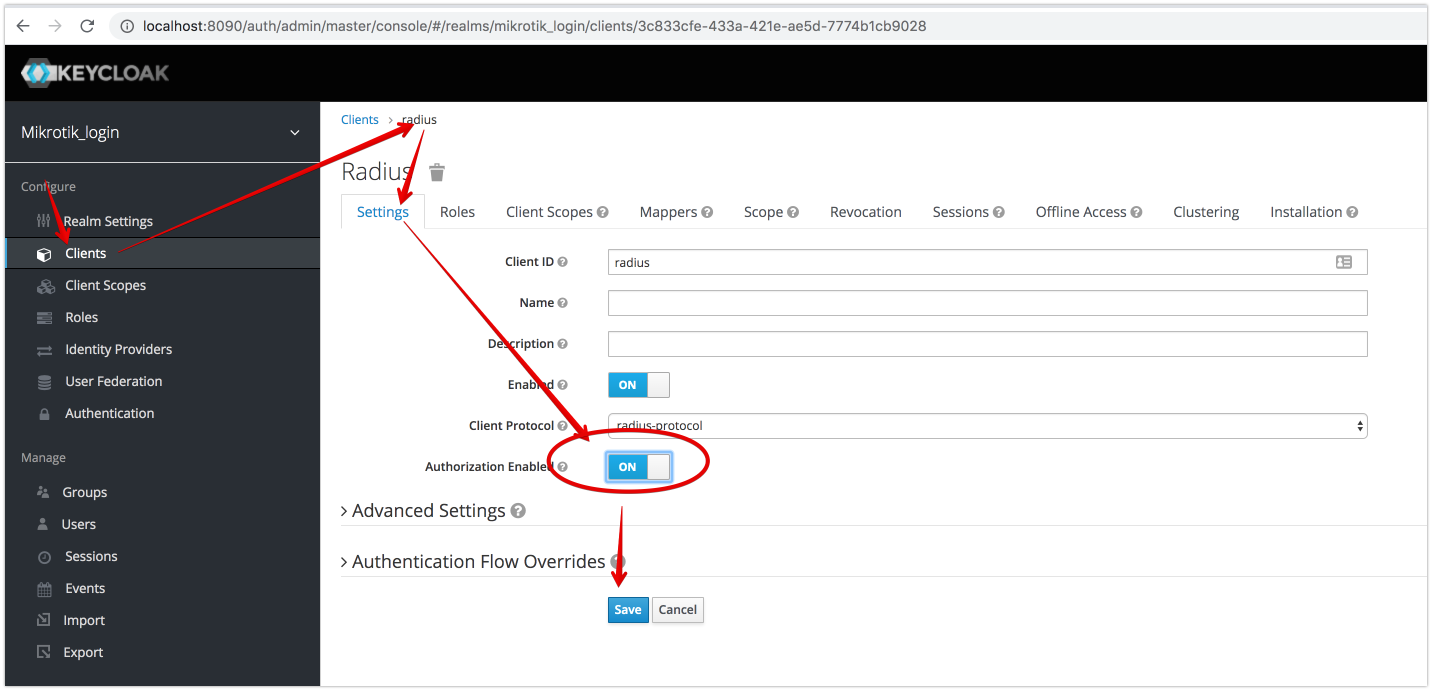 localhost:8090/auth/admin/master/console/#/realms/mikrotik_login/clients/3c833cfe-433a-421e-ae5d-7774b1cb9028
KEYCLOAK
Mikrotik_login
Configure
Realm Settings
Clients
Client Scopes
Roles
Identity Providers
User Federation
Authentication
Manage
Groups
Users
Sessions
Events
Import
Export
Clients > radius
Radius
Settings Roles Client Scopes ? Mappers ? Scope ? Revocation Sessions ? Offline Access ? Clustering Installation ?
Client ID ? radius
Name ?
Description ?
Enabled ? ON
Client Protocol ? radius-protocol
Authorization Enabled ? ON
> Advanced Settings ?
> Authentication Flow Overrides ?
Save Cancel